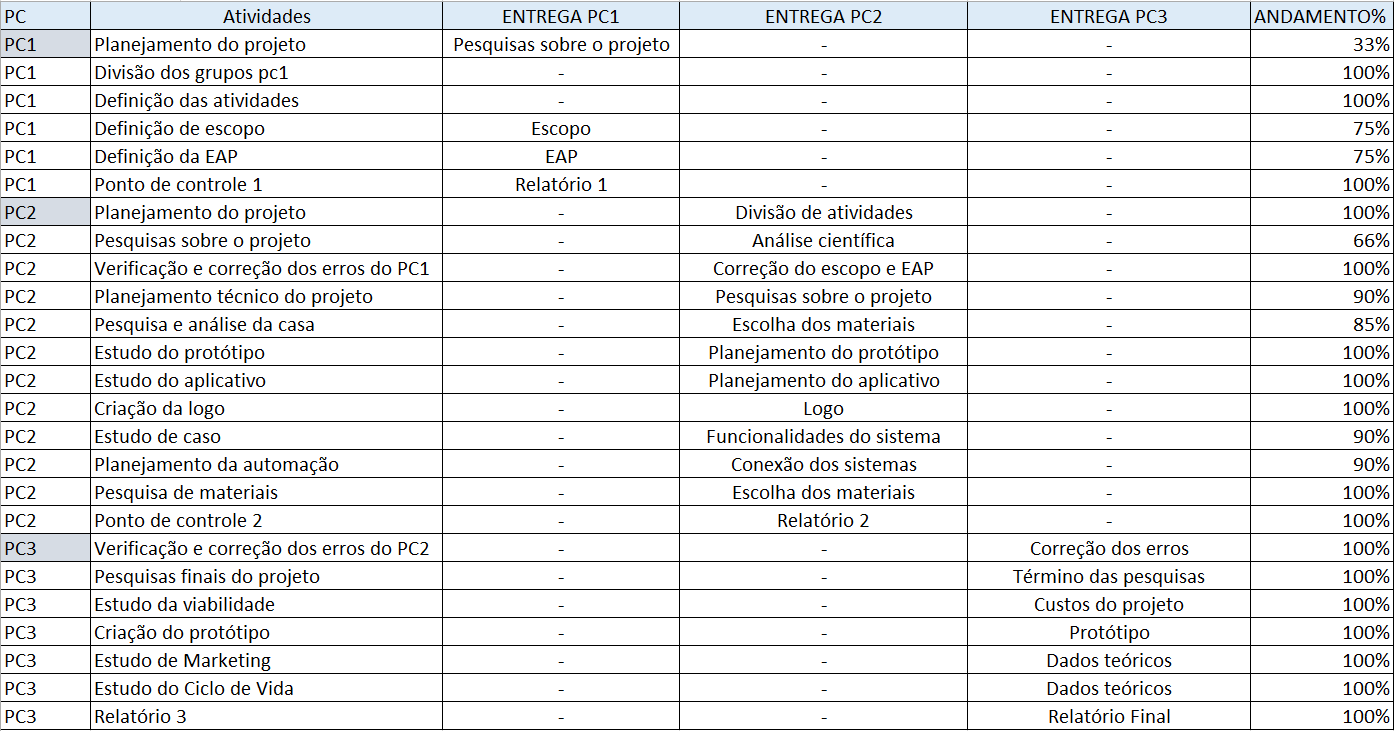 PC Atividades ENTREGA PC1 ENTREGA PC2 ENTREGA PC3 ANDAMENTO%
PC1 Planejamento do projeto Pesquisas sobre o projeto - - 33%
PC1 Divisão dos grupos pc1 - - - 100%
PC1 Definição das atividades - - - 100%
PC1 Definição de escopo Escopo - - 75%
PC1 Definição da EAP EAP - - 75%
PC1 Ponto de controle 1 Relatório 1 - - 100%
PC2 Planejamento do projeto - Divisão de atividades - 100%
PC2 Pesquisas sobre o projeto - Análise científica - 66%
PC2 Verificação e correção dos erros do PC1 - Correção do escopo e EAP - 100%
PC2 Planejamento técnico do projeto - Pesquisas sobre o projeto - 90%
PC2 Pesquisa e análise da casa - Escolha dos materiais - 85%
PC2 Estudo do protótipo - Planejamento do protótipo - 100%
PC2 Estudo do aplicativo - Planejamento do aplicativo - 100%
PC2 Criação da logo - Logo - 100%
PC2 Estudo de caso - Funcionalidades do sistema - 90%
PC2 Planejamento da automação - Conexão dos sistemas - 90%
PC2 Pesquisa de materiais - Escolha dos materiais - 100%
PC2 Ponto de controle 2 - Relatório 2 - 100%
PC3 Verificação e correção dos erros do PC2 - - Correção dos erros 100%
PC3 Pesquisas finais do projeto - - Término das pesquisas 100%
PC3 Estudo da viabilidade - - Custos do projeto 100%
PC3 Criação do protótipo - - Protótipo 100%
PC3 Estudo de Marketing - - Dados teóricos 100%
PC3 Estudo do Ciclo de Vida - - Dados teóricos 100%
PC3 Relatório 3 - - Relatório Final 100%